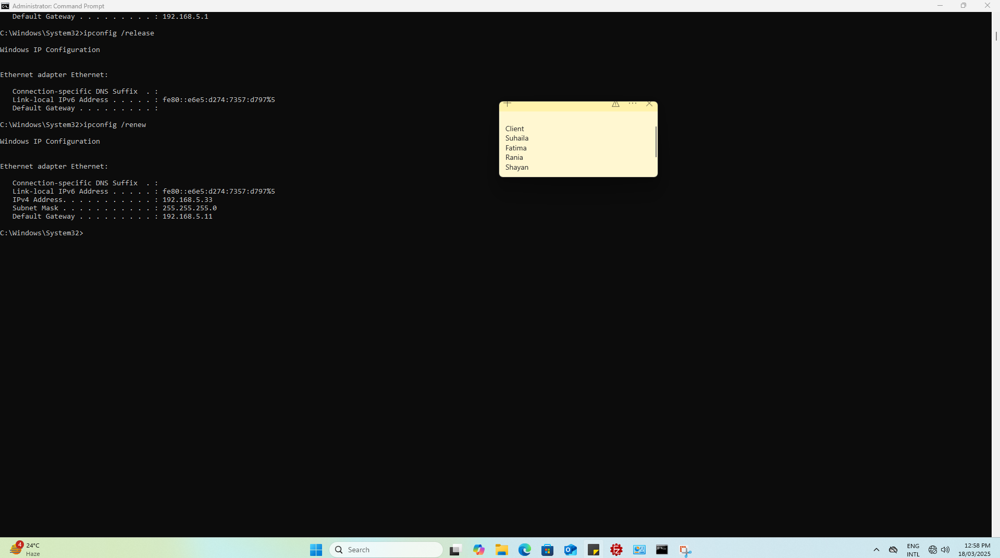 Administrator: Command Prompt
   Default Gateway . . . . . . . . . : 192.168.5.1
C:\Windows\System32>ipconfig /release
Windows IP Configuration
Ethernet adapter Ethernet:
   Connection-specific DNS Suffix  . :
   Link-local IPv6 Address . . . . . : fe80::e6e5:d274:7357:d797%5
   Default Gateway . . . . . . . . . :
C:\Windows\System32>ipconfig /renew
Windows IP Configuration
Ethernet adapter Ethernet:
   Connection-specific DNS Suffix  . :
   Link-local IPv6 Address . . . . . : fe80::e6e5:d274:7357:d797%5
   IPv4 Address. . . . . . . . . . . : 192.168.5.33
   Subnet Mask . . . . . . . . . . . : 255.255.255.0
   Default Gateway . . . . . . . . . : 192.168.5.11
C:\Windows\System32>
Client
Suhaila
Fatima
Rania
Shayan
4
24°C
Haze
Search
ENG
INTL
12:58 PM
18/03/2025